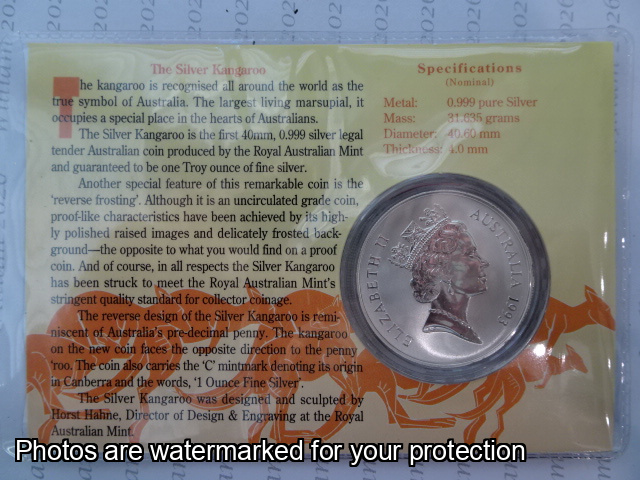 The Silver Kangaroo
The kangaroo is recognised all around the world as the
true symbol of Australia. The largest living marsupial, it
occupies a special place in the hearts of Australians.
The Silver Kangaroo is the first 40mm, 0.999 silver legal
tender Australian coin produced by the Royal Australian Mint
and guaranteed to be one Troy ounce of fine silver.
Another special feature of this remarkable coin is the
‘reverse frosting’. Although it is an uncirculated grade coin,
proof-like characteristics have been achieved by its high-
ly polished raised images and delicately frosted back-
ground—the opposite to what you would find on a proof
coin. And of course, in all respects the Silver Kangaroo
has been struck to meet the Royal Australian Mint's
stringent quality standard for collector coinage.
The reverse design of the Silver Kangaroo is remi-
niscent of Australia's pre-decimal penny. The kangaroo
on the new coin faces the opposite direction to the penny
'roo. The coin also carries the ‘C’ mintmark denoting its origin
in Canberra and the words, ‘1 Ounce Fine Silver’.
The Silver Kangaroo was designed and sculpted by
Horst Hahne, Director of Design & Engraving at the Royal
Australian Mint.
Specifications
(Nominal)
Metal: 0.999 pure Silver
Mass: 31.635 grams
Diameter: 40.60 mm
Thickness: 4.0 mm
ELIZABETH II AUSTRALIA 1993
Photos are watermarked for your protection